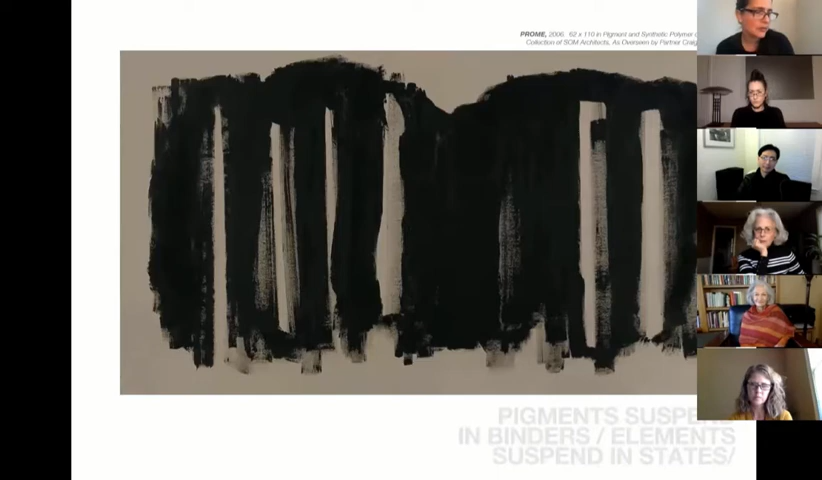 PROME, 2006. 62 x 110 in Pigment and Synthetic Polymer
Collection of SOM Architects, As Overseen by Partner Craig
PIGMENTS SUSPEND
IN BINDERS / ELEMENTS
SUSPEND IN STATES/